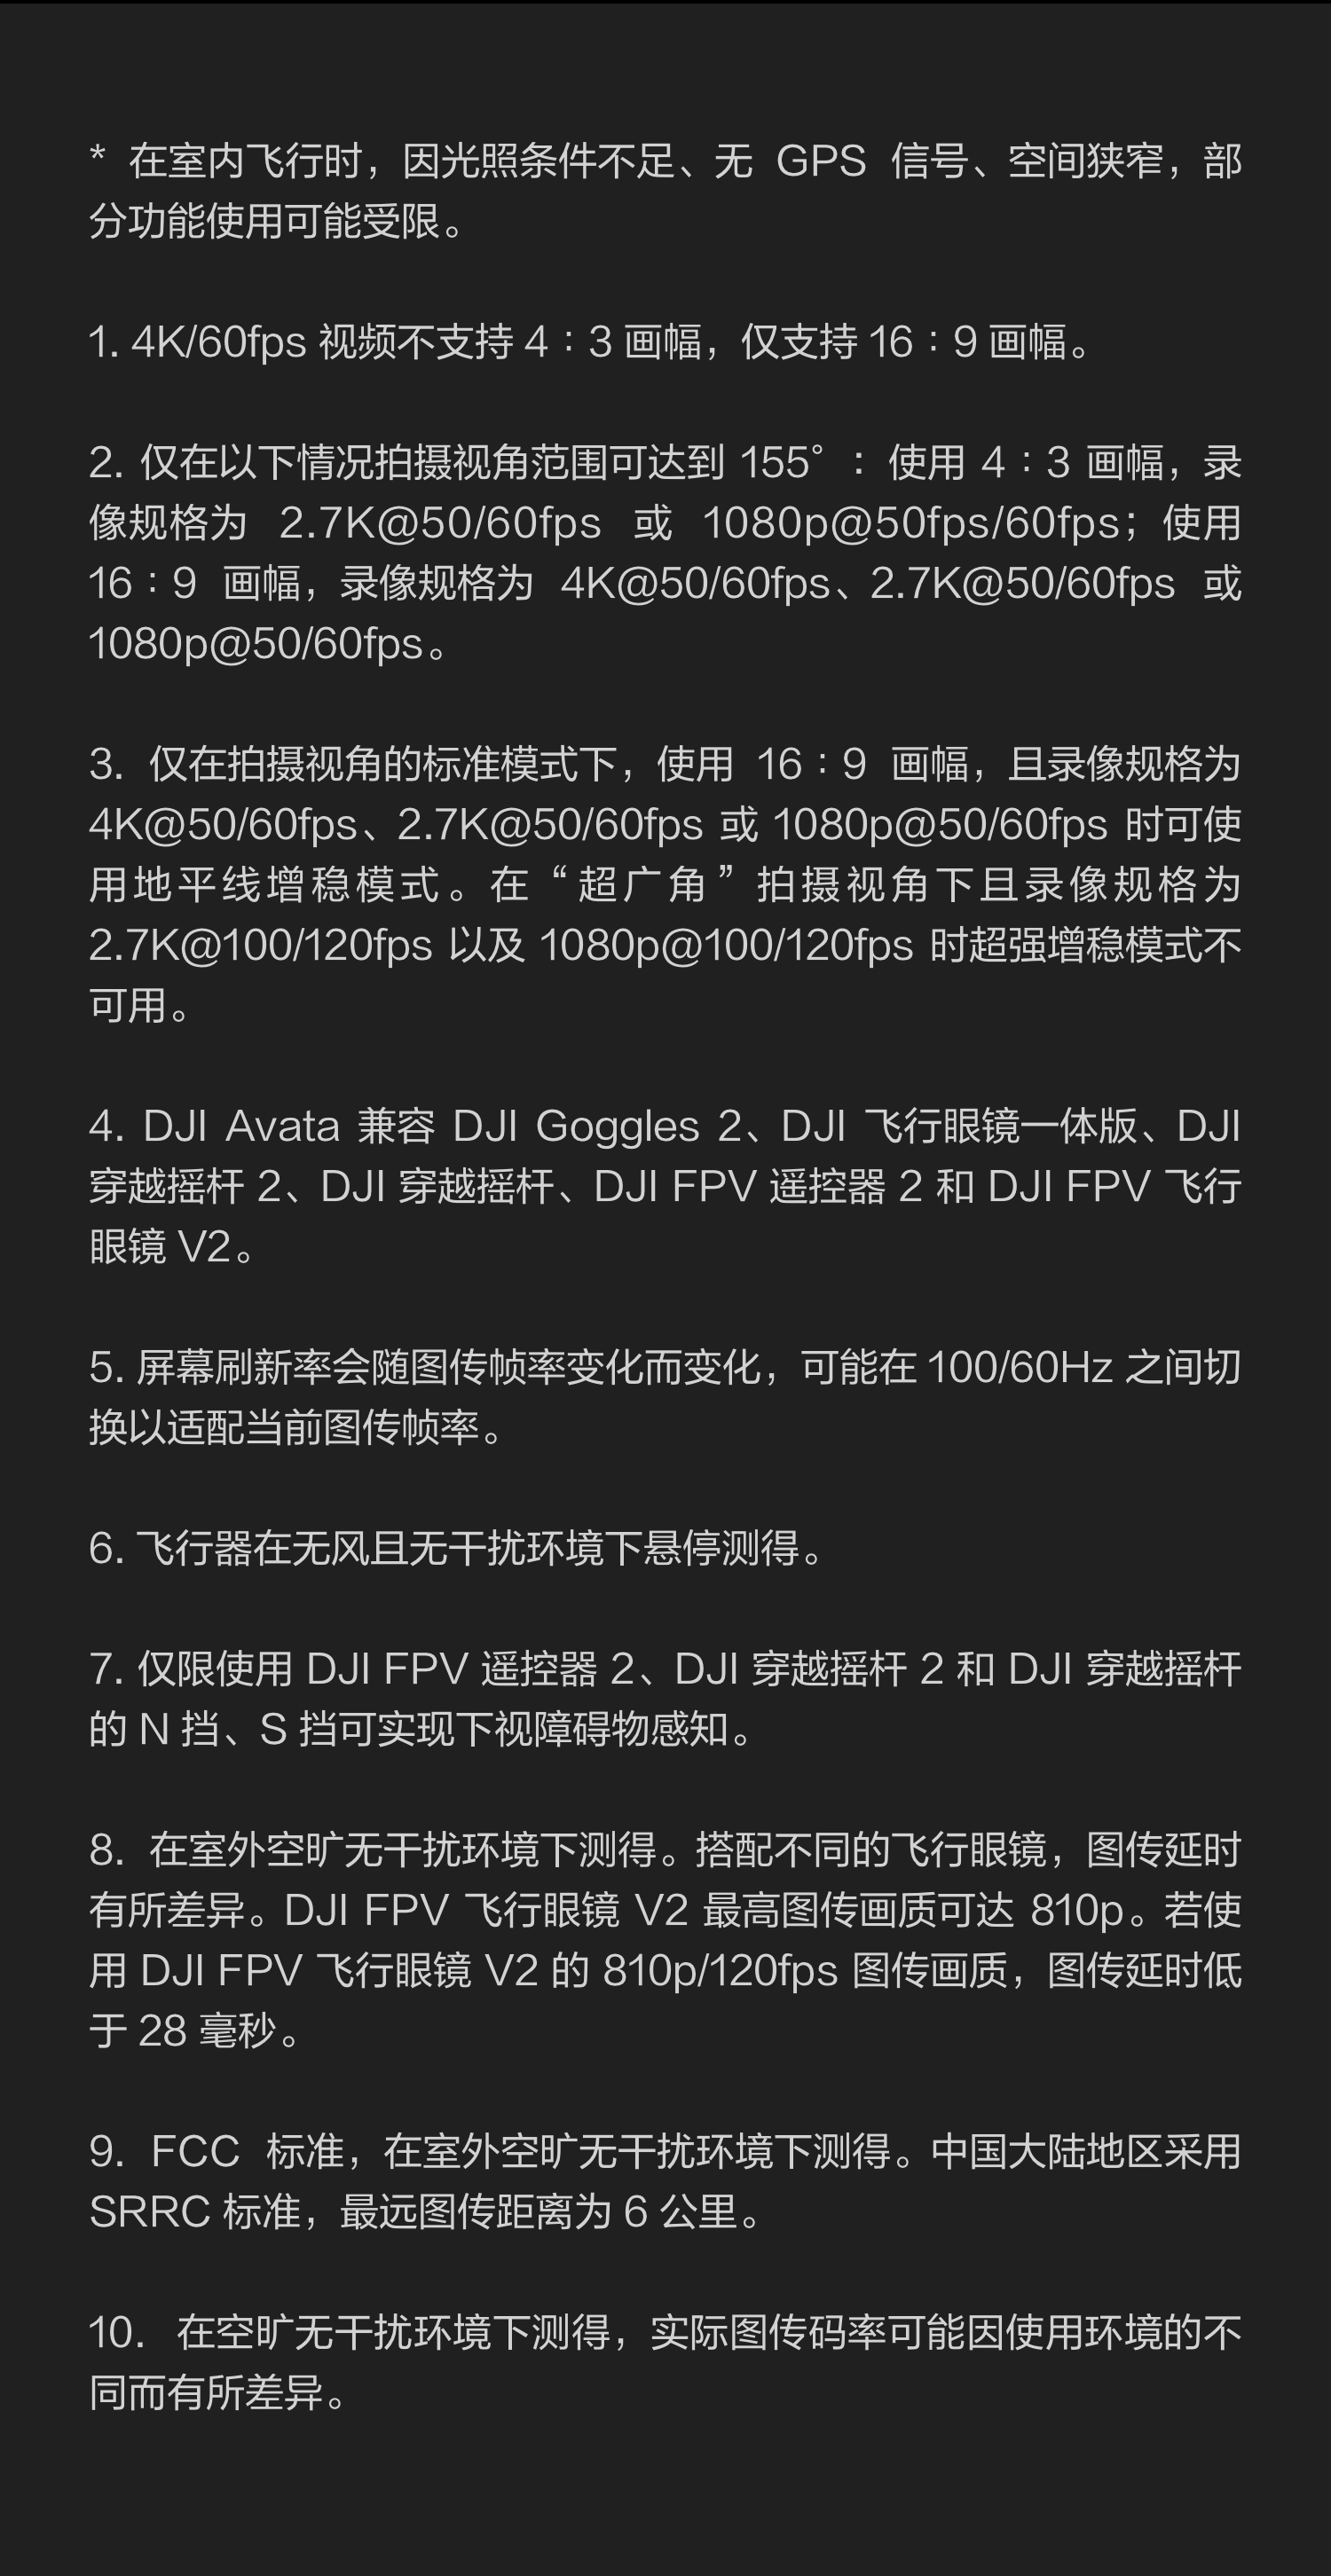 * 在室内飞行时，因光照条件不足、无 GPS 信号、空间狭窄，部
分功能使用可能受限。
1. 4K/60fps 视频不支持 4：3 画幅，仅支持 16：9 画幅。
2. 仅在以下情况拍摄视角范围可达到 155°：使用 4：3 画幅，录
像规格为 2.7K@50/60fps 或 1080p@50fps/60fps；使用
16：9 画幅，录像规格为 4K@50/60fps、2.7K@50/60fps 或
1080p@50/60fps。
3. 仅在拍摄视角的标准模式下，使用 16：9 画幅，且录像规格为
4K@50/60fps、2.7K@50/60fps 或 1080p@50/60fps 时可使
用地平线增稳模式。在“超广角”拍摄视角下且录像规格为
2.7K@100/120fps 以及 1080p@100/120fps 时超强增稳模式不
可用。
4. DJI Avata 兼容 DJI Goggles 2、DJI 飞行眼镜一体版、DJI
穿越摇杆 2、DJI 穿越摇杆、DJI FPV 遥控器 2 和 DJI FPV 飞行
眼镜 V2。
5. 屏幕刷新率会随图传帧率变化而变化，可能在 100/60Hz 之间切
换以适配当前图传帧率。
6. 飞行器在无风且无干扰环境下悬停测得。
7. 仅限使用 DJI FPV 遥控器 2、DJI 穿越摇杆 2 和 DJI 穿越摇杆
的 N 挡、S 挡可实现下视障碍物感知。
8. 在室外空旷无干扰环境下测得。搭配不同的飞行眼镜，图传延时
有所差异。DJI FPV 飞行眼镜 V2 最高图传画质可达 810p。若使
用 DJI FPV 飞行眼镜 V2 的 810p/120fps 图传画质，图传延时低
于 28 毫秒。
9. FCC 标准，在室外空旷无干扰环境下测得。中国大陆地区采用
SRRC 标准，最远图传距离为 6 公里。
10. 在空旷无干扰环境下测得，实际图传码率可能因使用环境的不
同而有所差异。